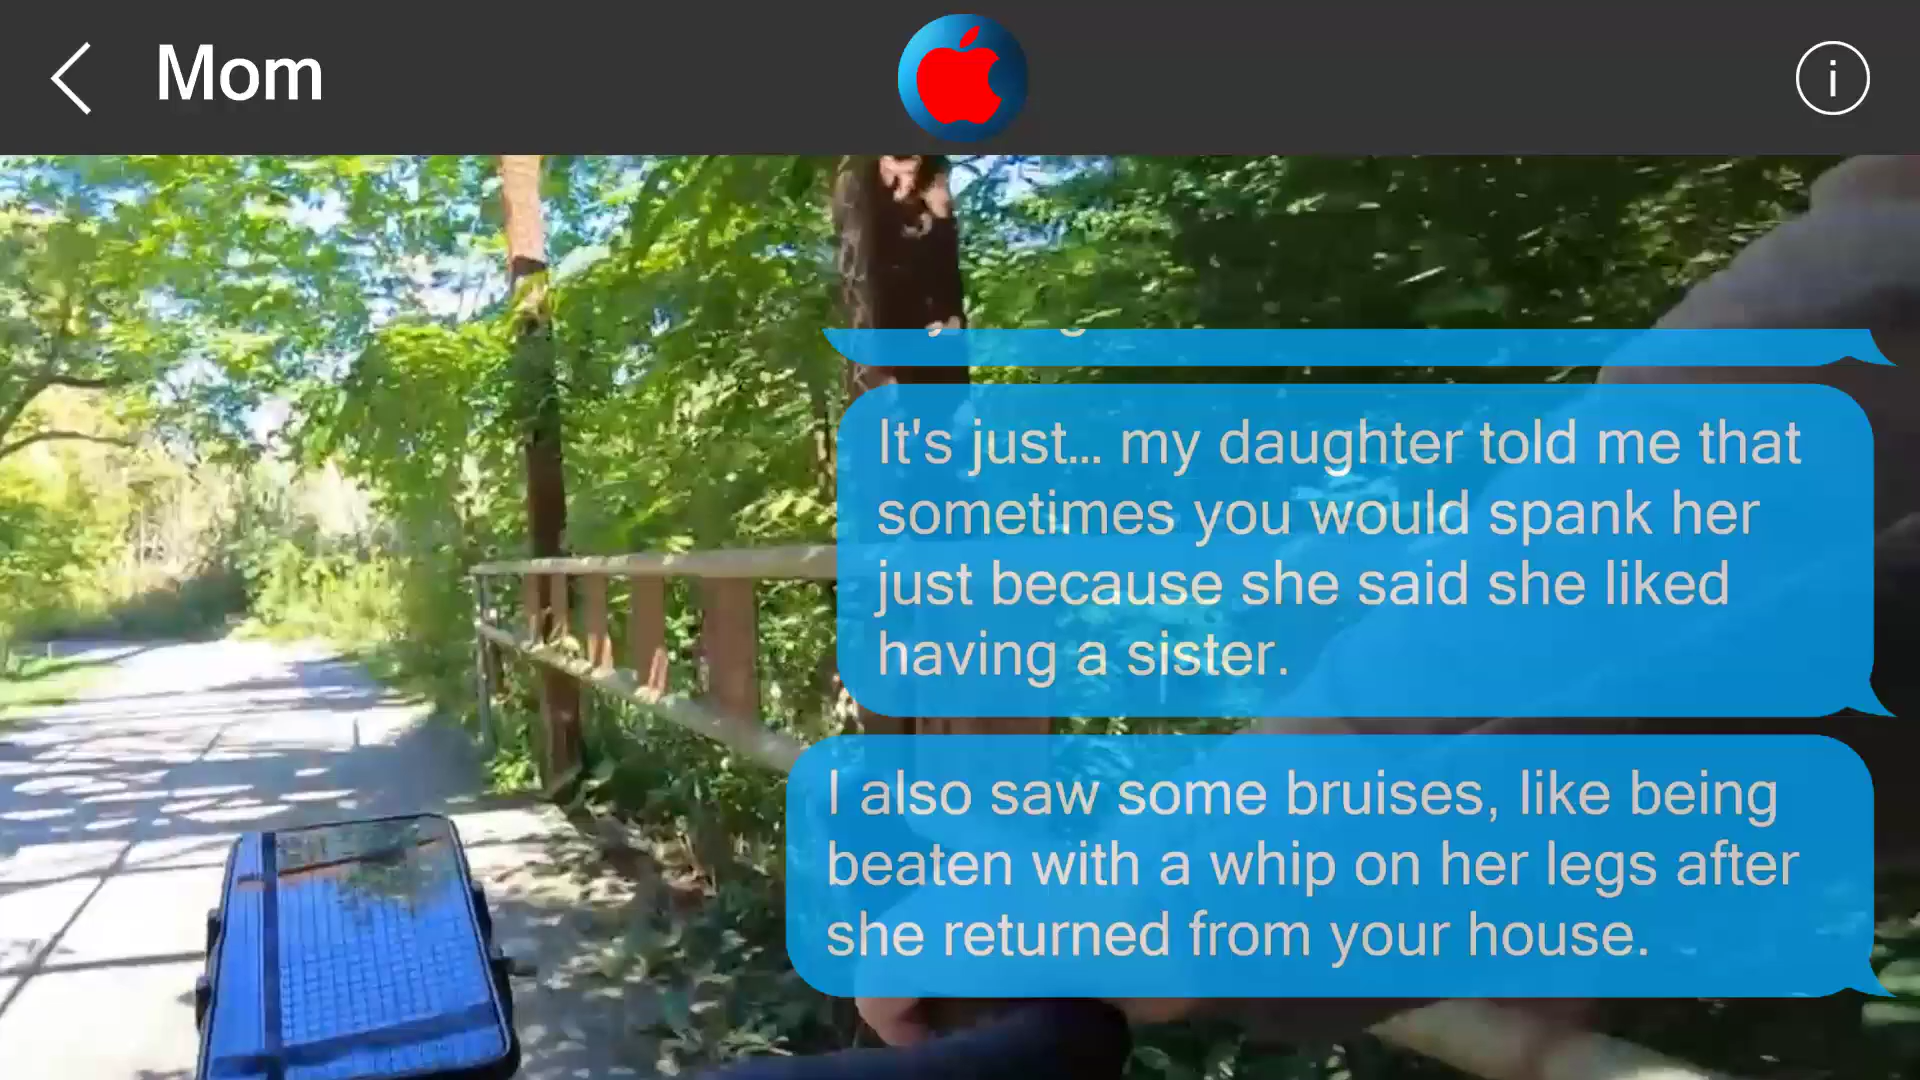 Mom
i
It's just... my daughter told me that
sometimes you would spank her
just because she said she liked
having a sister.
I also saw some bruises, like being
beaten with a whip on her legs after
she returned from your house.